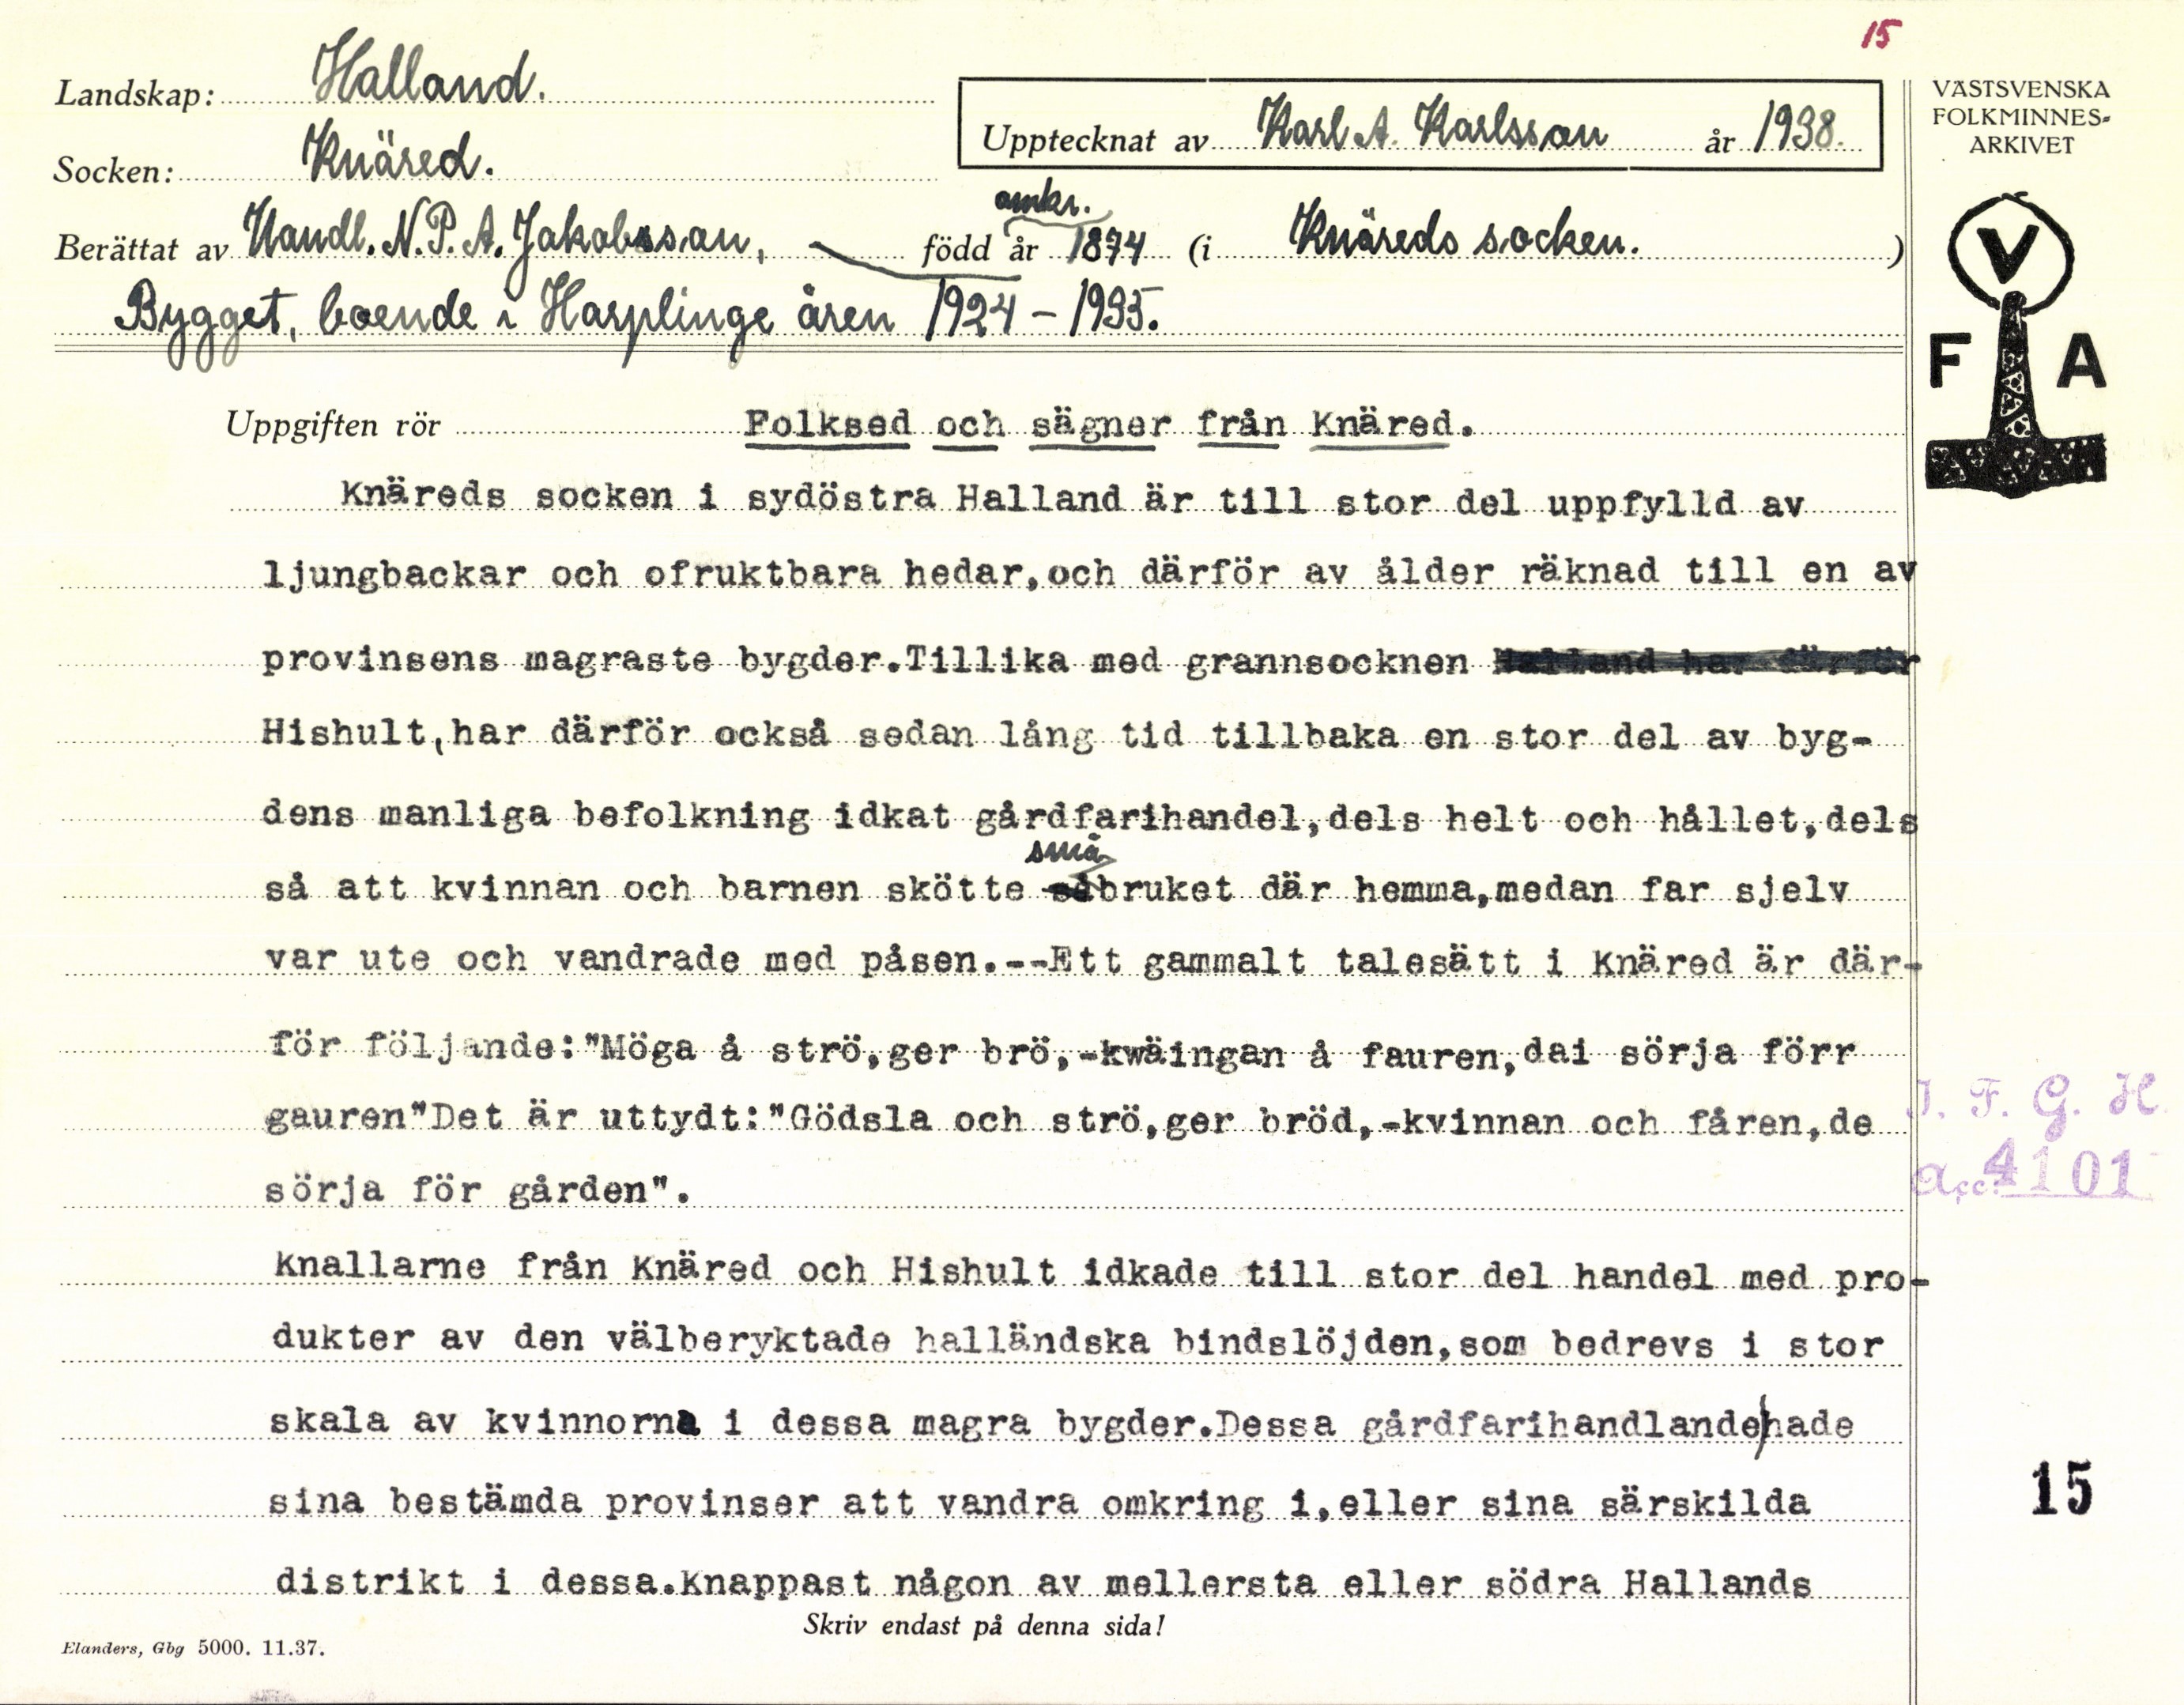 15
Landskap: Halland.
Socken: Knäred.
Upptecknat av Karl A. Karlsson år 1938.
VÄSTSVENSKA
FOLKMINNES-
ARKIVET
omkr.
Berättat av Handl. N.P.A. Jakobsson, född år 1874 (i Knäreds socken. )
Bygget, boende i Harplinge åren 1924 - 1935.
V
F A
Uppgiften rör Folksed och sägner från Knäred.
Knäreds socken i sydöstra Halland är till stor del uppfylld av
ljungbackar och ofruktbara hedar,och därför av ålder räknad till en av
provinsens magraste bygder.Tillika med grannsocknen Halland har därför
Hishult,har därför också sedan lång tid tillbaka en stor del av byg-
dens manliga befolkning idkat gårdfarihandel,dels helt och hållet,dels
små
så att kvinnan och barnen skötte bruket där hemma,medan far sjelv
var ute och vandrade med påsen.--Ett gammalt talesätt i Knäred är där-
för följande:"Möga å strö,ger brö,-kwäingan å fauren,dai sörja förr
gauren"Det är uttydt:"Gödsla och strö,ger bröd,-kvinnan och fåren,de
sörja för gården".
I. F. G. H.
Acc. 4101
Knallarne från Knäred och Hishult idkade till stor del handel med pro-
dukter av den välberyktade halländska bindslöjden,som bedrevs i stor
skala av kvinnorna i dessa magra bygder.Dessa gårdfarihandlande hade
sina bestämda provinser att vandra omkring i,eller sina särskilda
15
distrikt i dessa.Knappast någon av mellersta eller södra Hallands
Skriv endast på denna sida!
Elanders, Gbg 5000. 11.37.